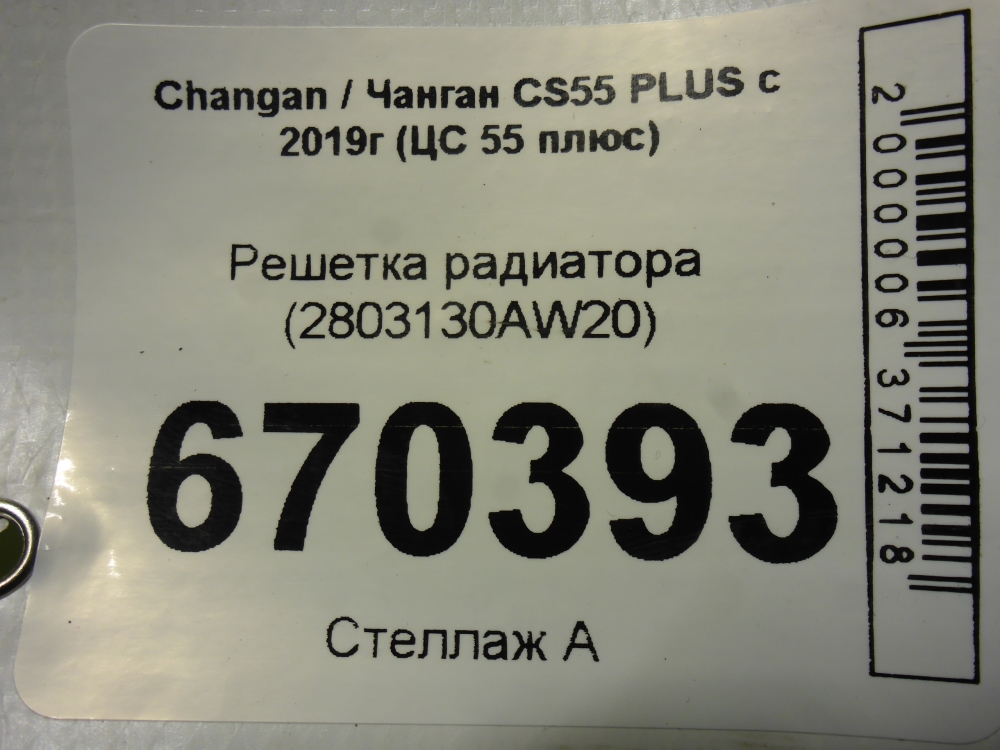 Changan / Чанган CS55 PLUS с
2019г (ЦС 55 плюс)
Решетка радиатора
(2803130AW20)
670393
Стеллаж А
2000006371218